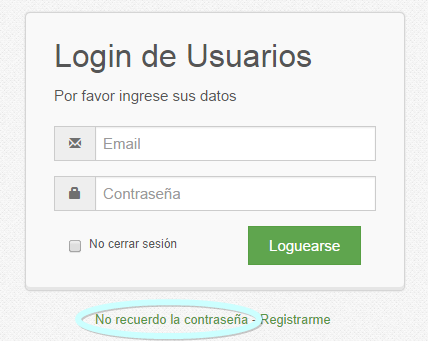 Login de Usuarios
Por favor ingrese sus datos
Email
Contraseña
No cerrar sesión
Loguearse
No recuerdo la contraseña - Registrarme